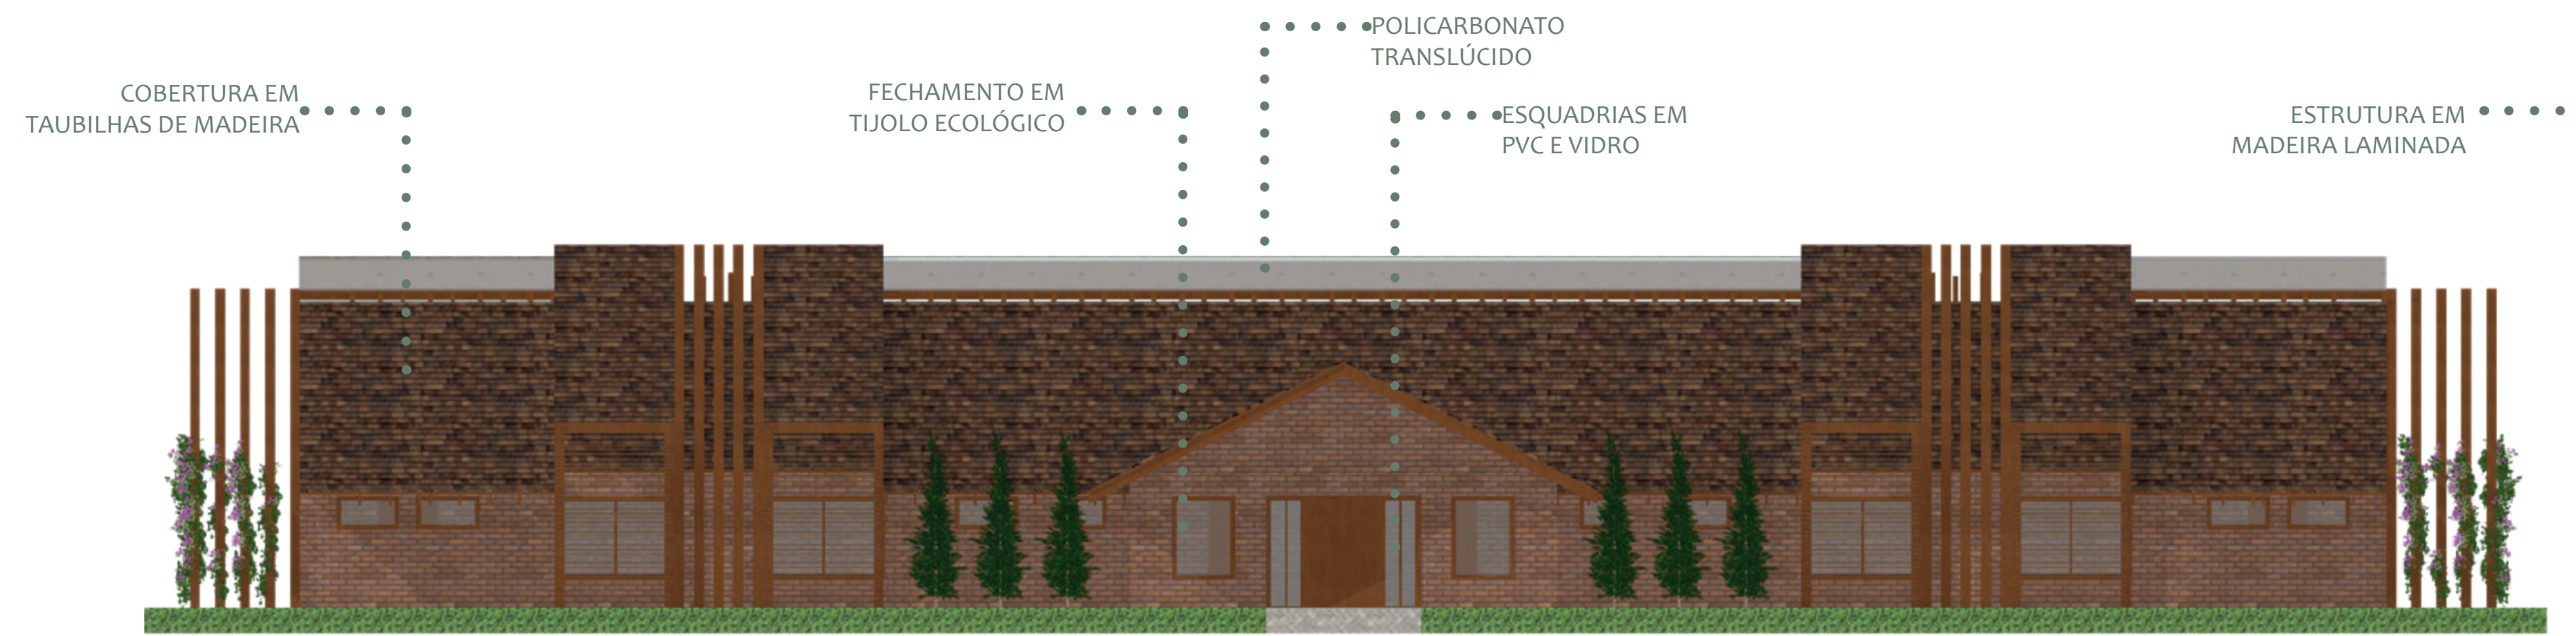 COBERTURA EM
TAUBILHAS DE MADEIRA
FECHAMENTO EM
TIJOLO ECOLÓGICO
POLICARBONATO
TRANSLÚCIDO
ESQUADRIAS EM
PVC E VIDRO
ESTRUTURA EM
MADEIRA LAMINADA